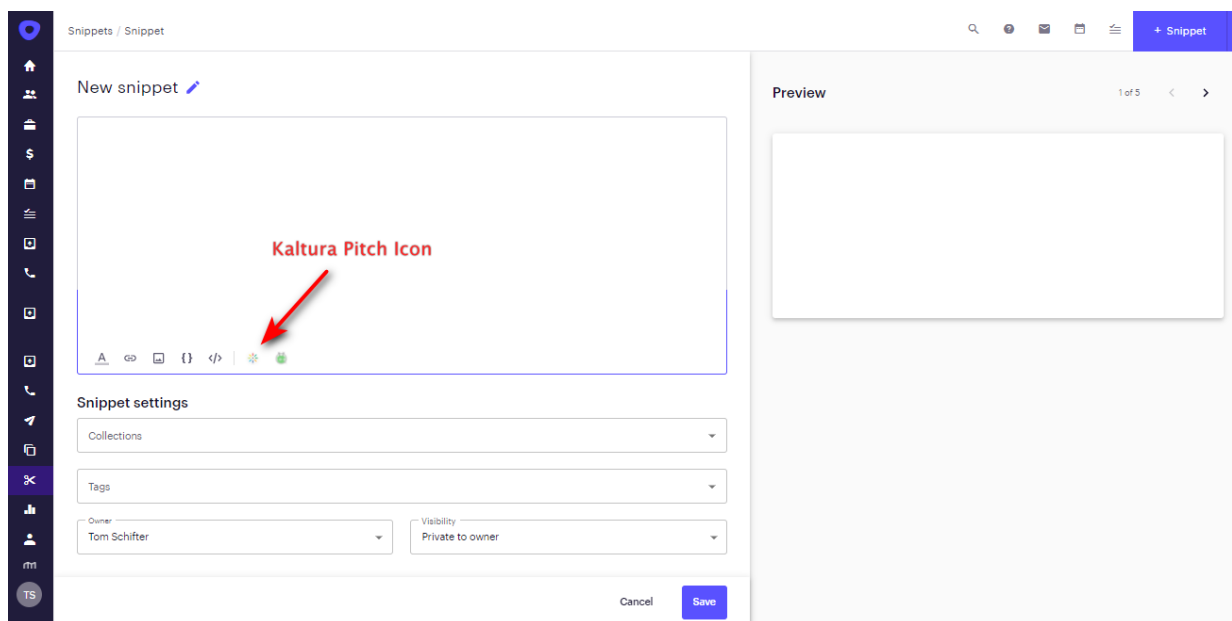 Snippets / Snippet
+ Snippet
New snippet
Preview
1 of 5
Kaltura Pitch Icon
A
{}
</>
Snippet settings
Collections
Tags
Owner
Tom Schifter
Visibility
Private to owner
TS
Cancel
Save